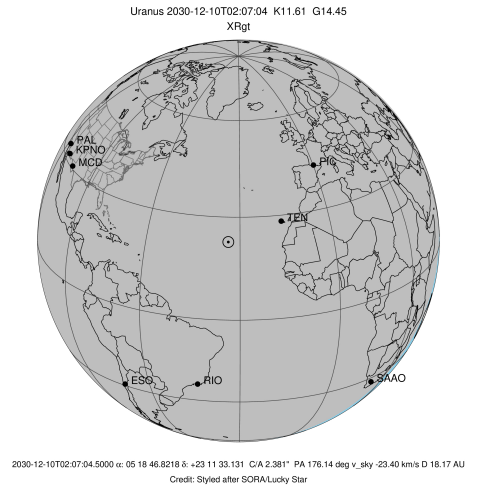 Uranus 2030-12-10T02:07:04 K11.61 G14.45
XRgt
PAL
KPNO
MCD
PIC
TEN
ESO
RIO
SAAO
2030-12-10T02:07:04.5000 α: 05 18 46.8218 δ: +23 11 33.131 C/A 2.381" PA 176.14 deg v_sky -23.40 km/s D 18.17 AU
Credit: Styled after SORA/Lucky Star